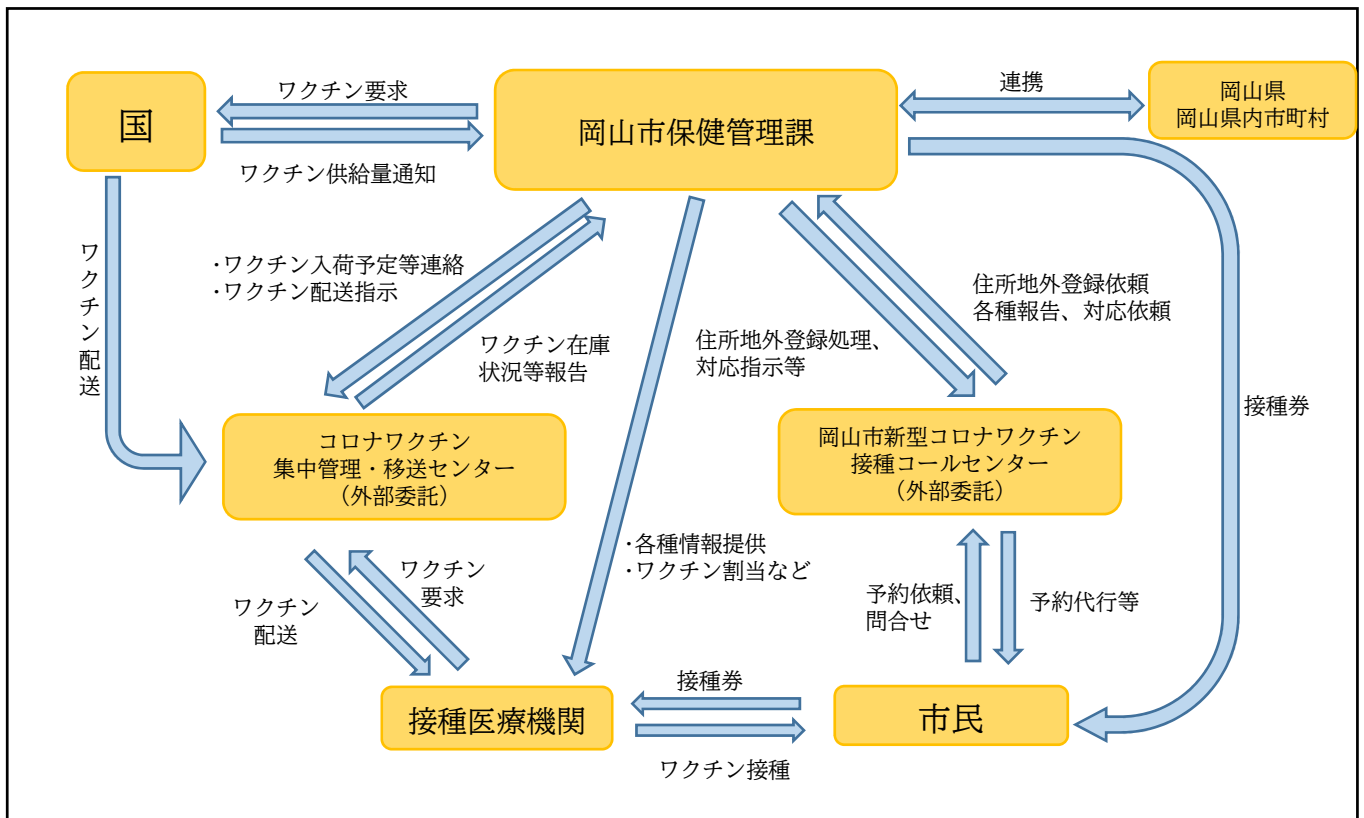 国
ワクチン要求
ワクチン供給量通知
岡山市保健管理課
連携
岡山県
岡山県内市町村
ワクチン配送
・ワクチン入荷予定等連絡
・ワクチン配送指示
ワクチン在庫
状況等報告
住所地外登録処理、
対応指示等
住所地外登録依頼
各種報告、対応依頼
接種券
コロナワクチン
集中管理・移送センター
（外部委託）
岡山市新型コロナワクチン
接種コールセンター
（外部委託）
ワクチン
配送
ワクチン
要求
・各種情報提供
・ワクチン割当など
予約依頼、
問合せ
予約代行等
接種医療機関
接種券
ワクチン接種
市民